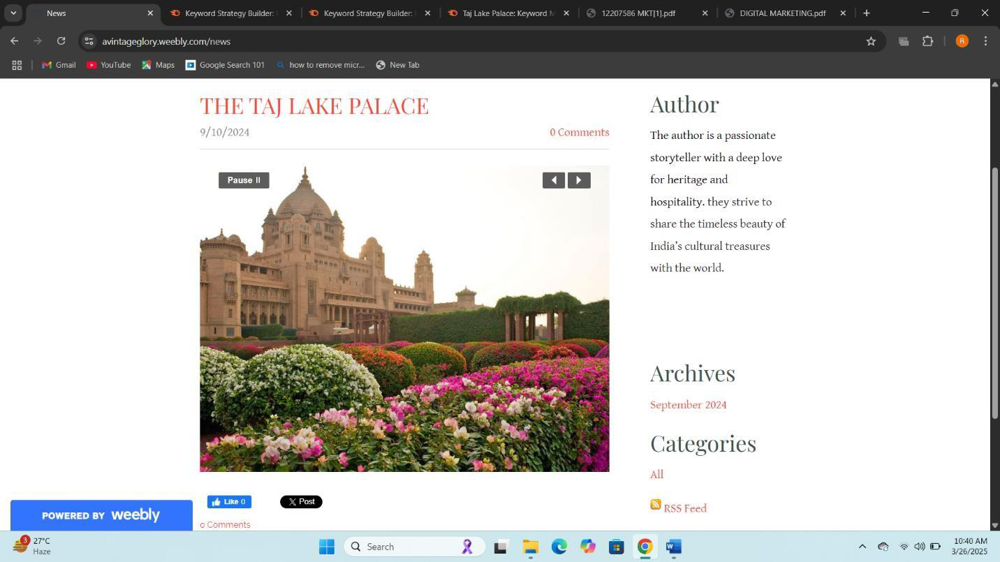 News
Keyword Strategy Builder:
Keyword Strategy Builder:
Taj Lake Palace: Keyword M
12207586 MKT[1].pdf
DIGITAL MARKETING.pdf
avintageglory.weebly.com/news
R
Gmail
YouTube
Maps
Google Search 101
how to remove micr...
New Tab
THE TAJ LAKE PALACE
9/10/2024
0 Comments
Pause II
Like 0
Post
0 Comments
Author
The author is a passionate
storyteller with a deep love
for heritage and
hospitality. they strive to
share the timeless beauty of
India’s cultural treasures
with the world.
Archives
September 2024
Categories
All
RSS Feed
POWERED BY weebly
3
27°C
Haze
Search
10:40 AM
3/26/2025